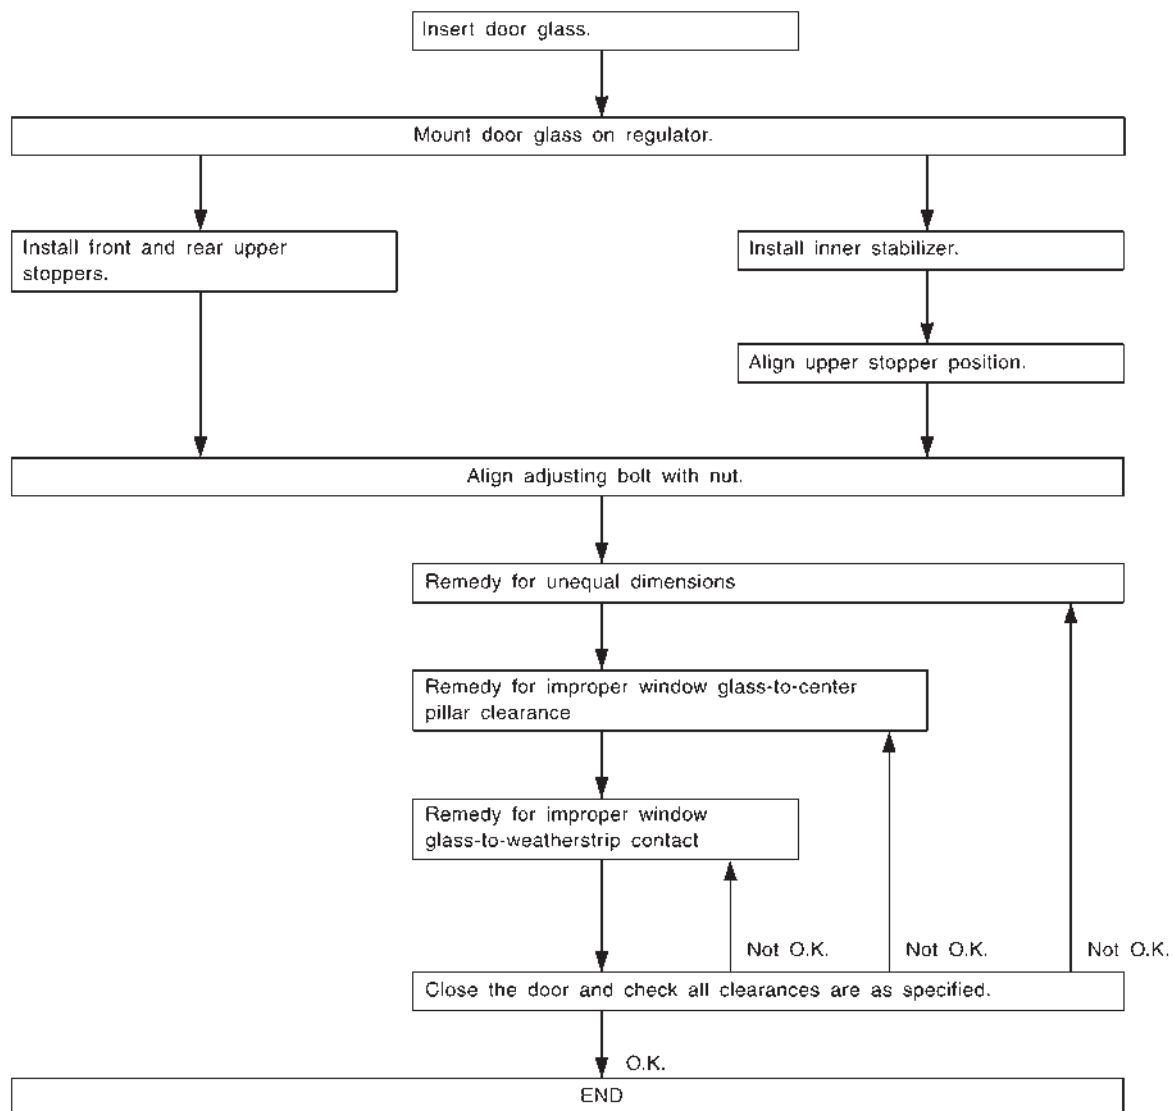 Insert door glass.
Mount door glass on regulator.
Install front and rear upper
stoppers.
Install inner stabilizer.
Align upper stopper position.
Align adjusting bolt with nut.
Remedy for unequal dimensions
Remedy for improper window glass-to-center
pillar clearance
Remedy for improper window
glass-to-weatherstrip contact
Not O.K.
Not O.K.
Not O.K.
Close the door and check all clearances are as specified.
O.K.
END